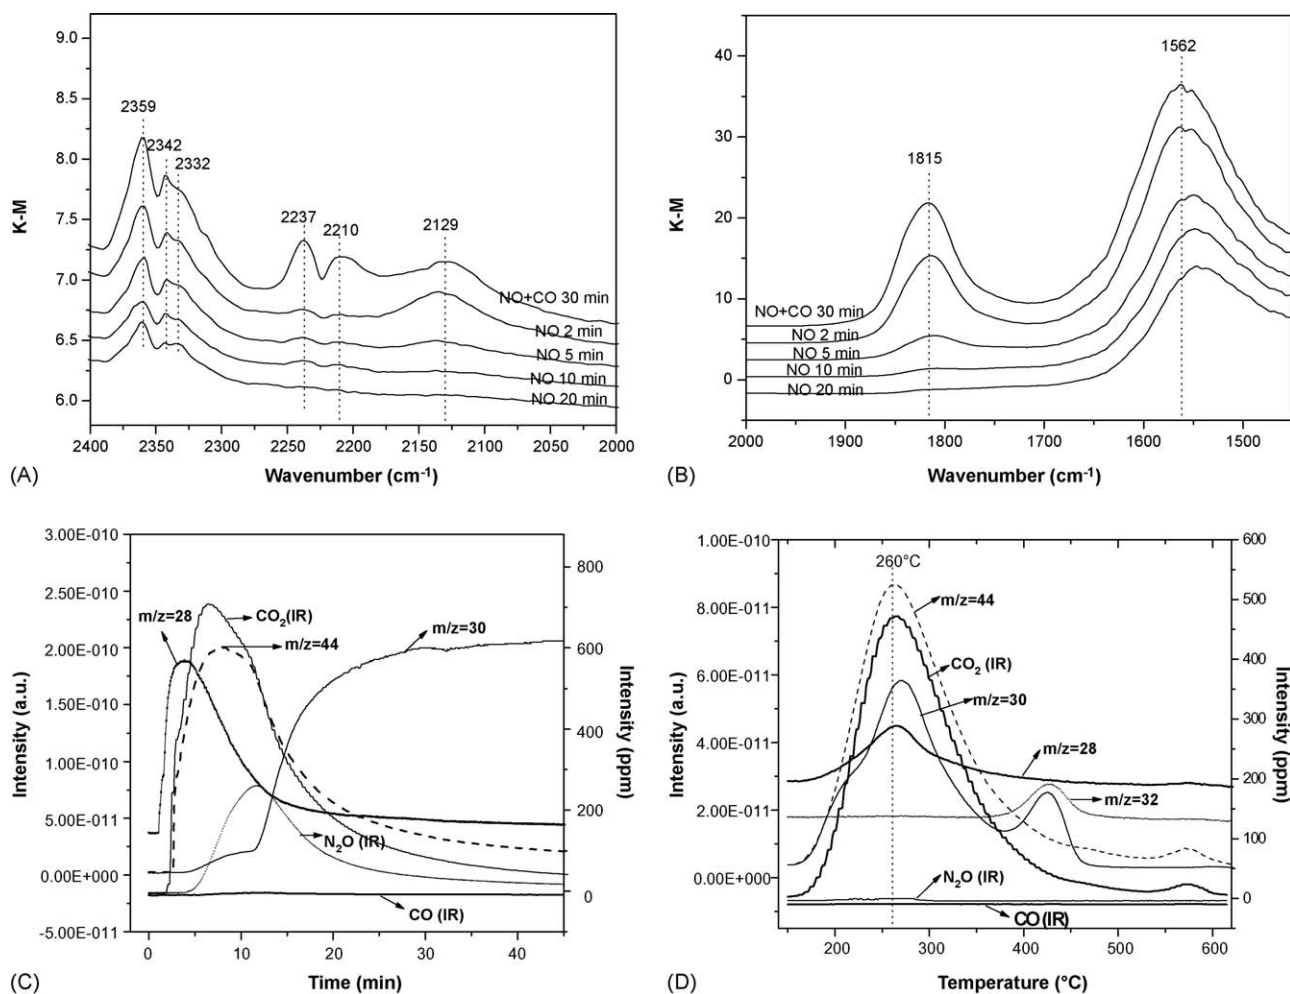 9.0
8.5
8.0
7.5
7.0
6.5
6.0
K-M
2359
2342
2332
2237
2210
2129
NO+CO 30 min
NO 2 min
NO 5 min
NO 10 min
NO 20 min
2400 2350 2300 2250 2200 2150 2100 2050 2000
Wavenumber (cm-1)
(A)
40
30
20
10
0
K-M
1562
1815
NO+CO 30 min
NO 2 min
NO 5 min
NO 10 min
NO 20 min
2000 1900 1800 1700 1600 1500
Wavenumber (cm-1)
(B)
3.00E-010
2.50E-010
2.00E-010
1.50E-010
1.00E-010
5.00E-011
0.00E+000
-5.00E-011
Intensity (a.u.)
m/z=28
CO2(IR)
m/z=44
m/z=30
N2O (IR)
CO (IR)
800
600
400
200
0
Intensity (ppm)
0 10 20 30 40
Time (min)
(C)
1.00E-010
8.00E-011
6.00E-011
4.00E-011
2.00E-011
0.00E+000
Intensity (a.u.)
260°C
m/z=44
CO2 (IR)
m/z=30
m/z=28
m/z=32
N2O (IR)
CO (IR)
600
500
400
300
200
100
0
Intensity (ppm)
200 300 400 500 600
Temperature (°C)
(D)